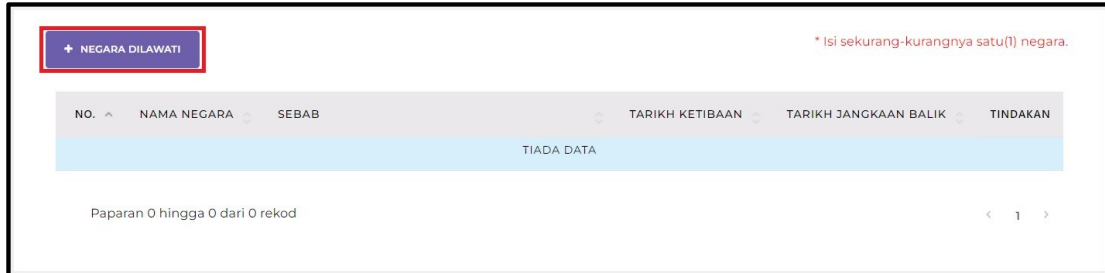 + NEGARA DILAWATI
* Isi sekurang-kurangnya satu(1) negara.
NO. NAMA NEGARA SEBAB TARIKH KETIBAAN TARIKH JANGKAAN BALIK TINDAKAN
TIADA DATA
Paparan 0 hingga 0 dari 0 rekod
< 1 >